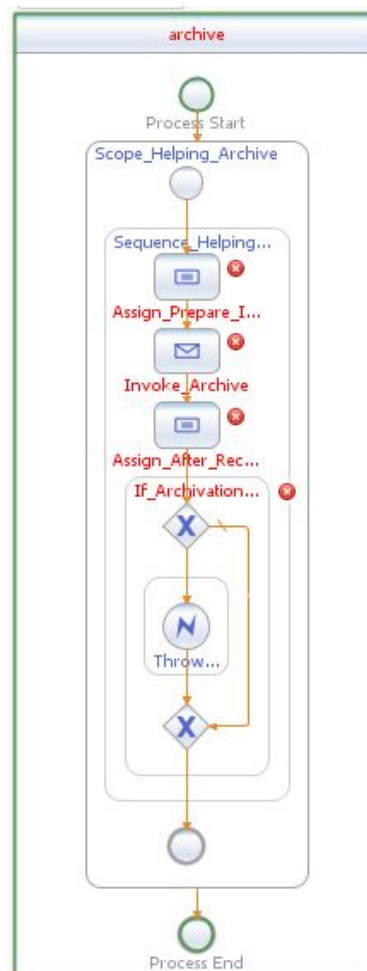 archive
Process Start
Scope_Helping_Archive
Sequence_Helping...
Assign_Prepare_I...
Invoke_Archive
Assign_After_Rec...
If_Archivation...
X
Throw...
X
Process End